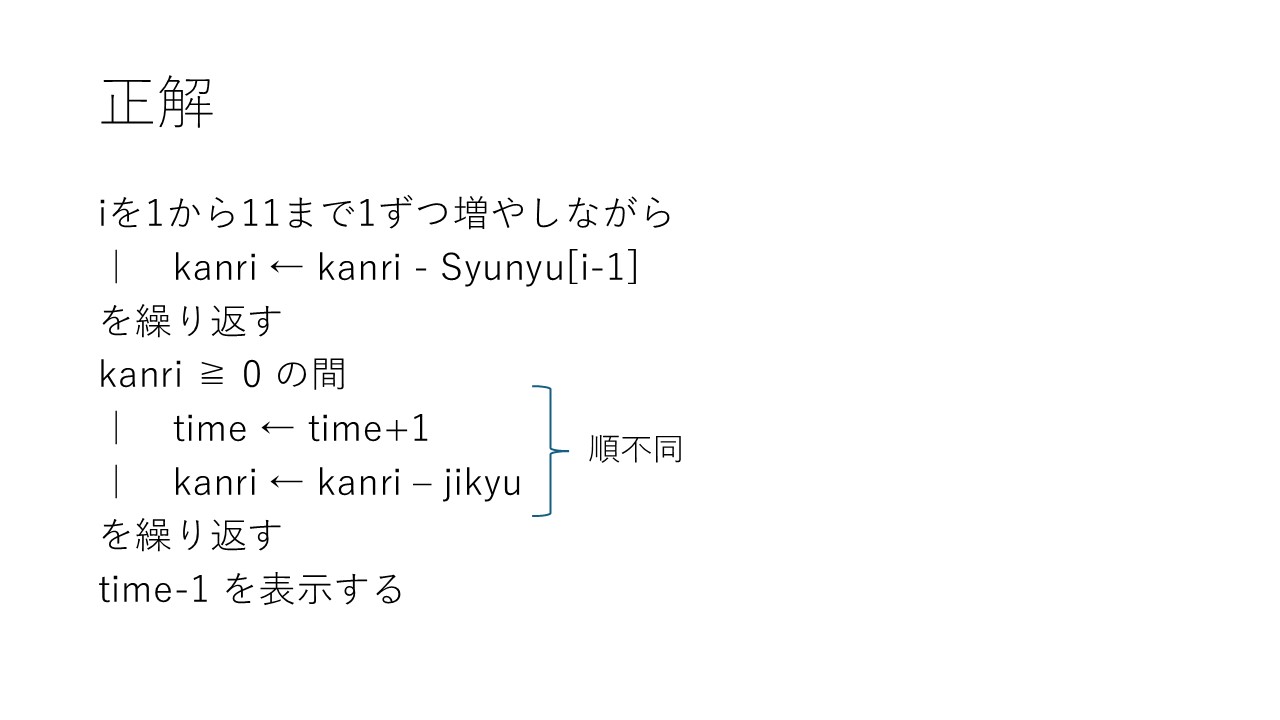 正解
iを1から11まで1ずつ増やしながら
｜　kanri ← kanri - Syunyu[i-1]
を繰り返す
kanri ≧ 0 の間
｜　time ← time+1
｜　kanri ← kanri – jikyu
順不同
を繰り返す
time-1 を表示する